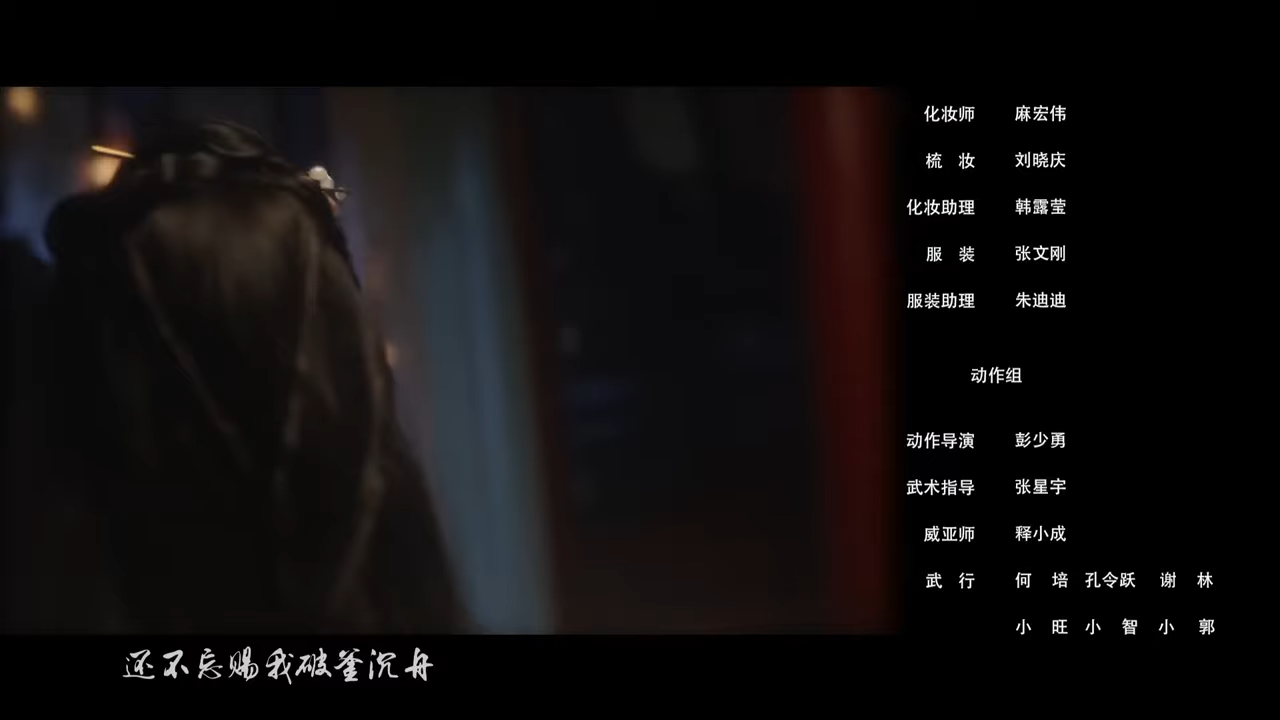 化妆师 麻宏伟
梳 妆 刘晓庆
化妆助理 韩露莹
服 装 张文刚
服装助理 朱迪迪
动作组
动作导演 彭少勇
武术指导 张星宇
威亚师 释小成
武 行 何 培 孔令跃 谢 林
小 旺 小 智 小 郭
还不忘赐我破釜沉舟